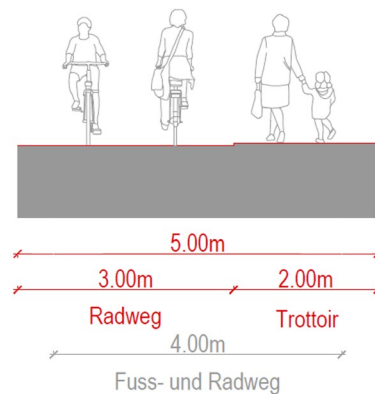 5.00m
3.00m 2.00m
Radweg Trottoir
4.00m
Fuss- und Radweg